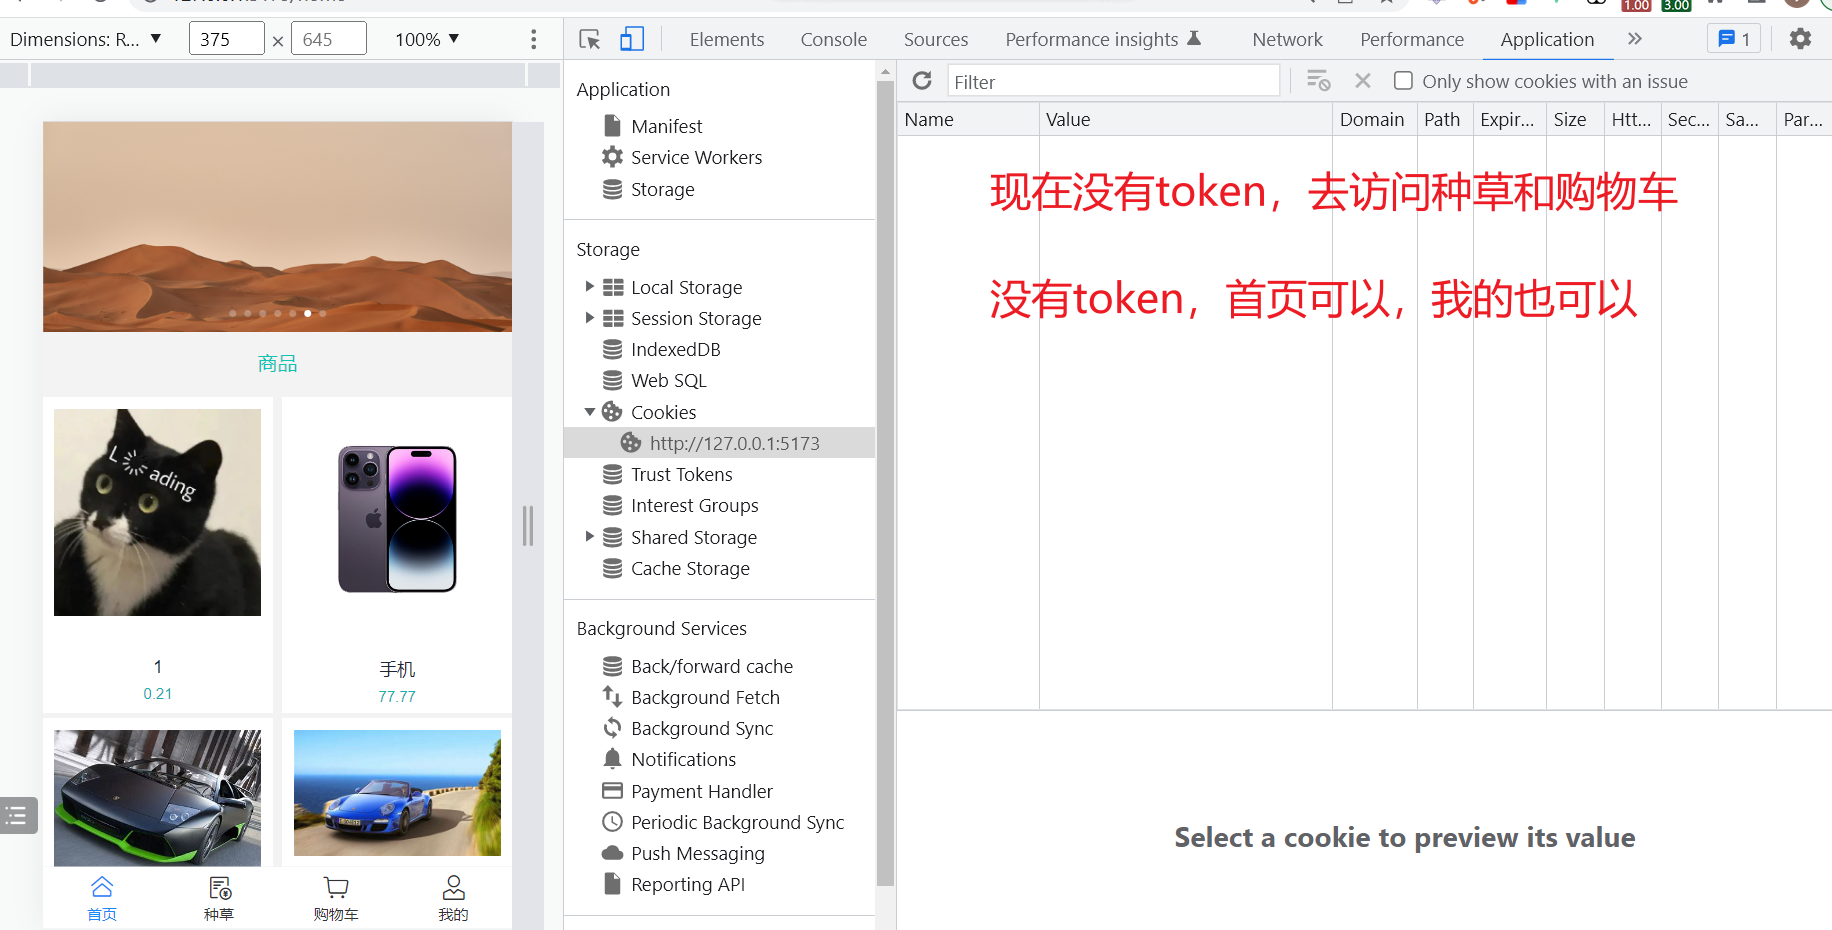 Dimensions: R... ▼ 375 × 645 100% ▼
Elements Console Sources Performance insights Network Performance Application 1
1.00 3.00
Filter
Only show cookies with an issue
Name Value Domain Path Expir... Size Htt... Sec... Sa... Par...
现在没有token，去访问种草和购物车
没有token，首页可以，我的也可以
Select a cookie to preview its value
Application
Manifest
Service Workers
Storage
Storage
Local Storage
Session Storage
IndexedDB
Web SQL
Cookies
http://127.0.0.1:5173
Trust Tokens
Interest Groups
Shared Storage
Cache Storage
Background Services
Back/forward cache
Background Fetch
Background Sync
Notifications
Payment Handler
Periodic Background Sync
Push Messaging
Reporting API
商品
L ading
1
0.21
手机
77.77
首页 种草 购物车 我的